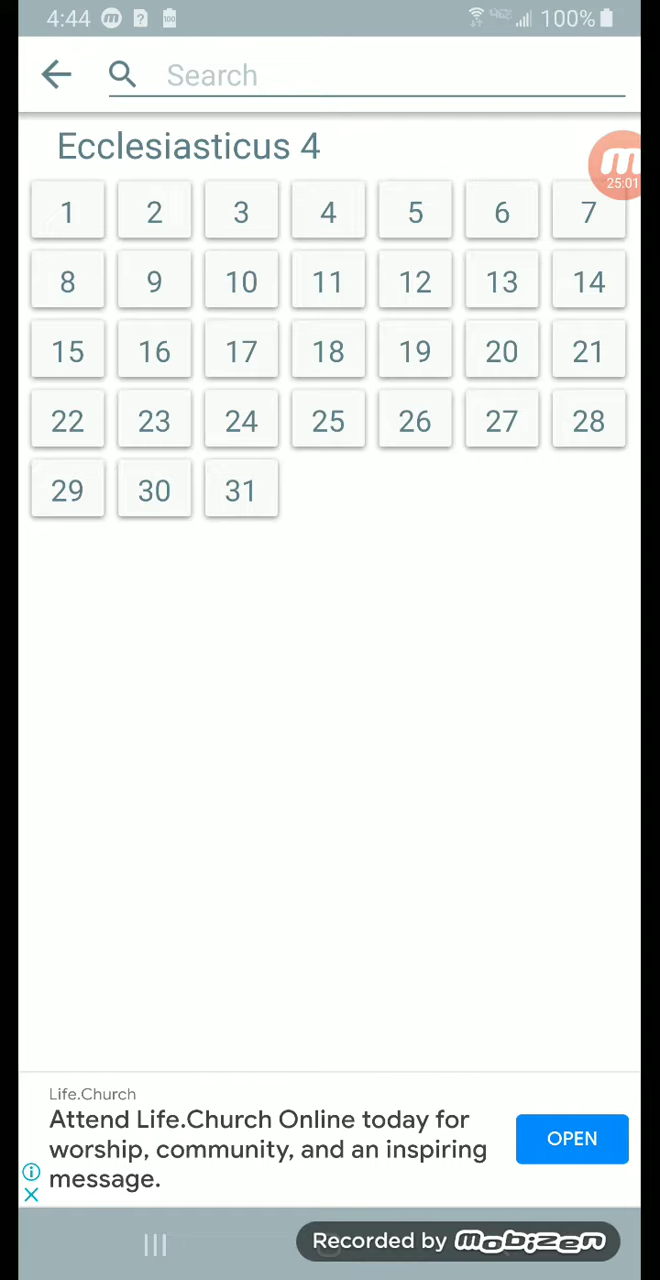 4:44 100%
Search
Ecclesiasticus 4
25:01
1 2 3 4 5 6 7
8 9 10 11 12 13 14
15 16 17 18 19 20 21
22 23 24 25 26 27 28
29 30 31
Life.Church
Attend Life.Church Online today for
worship, community, and an inspiring
message.
OPEN
Recorded by mobizen